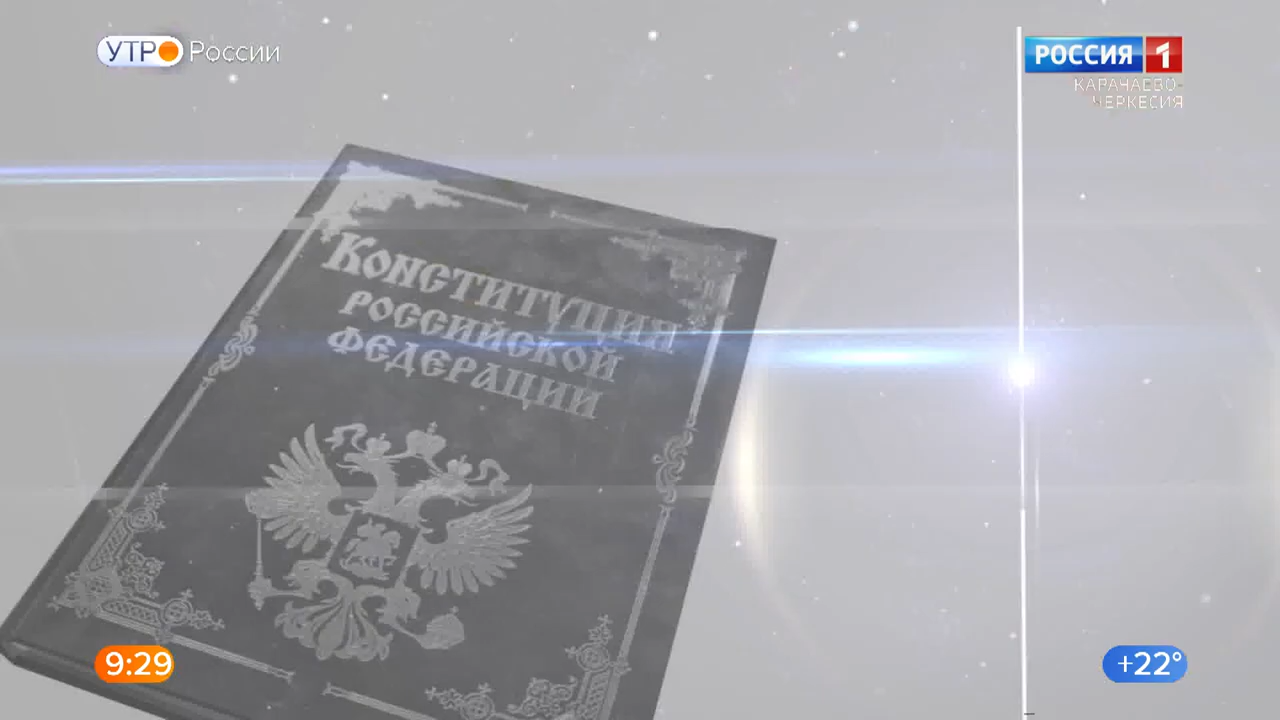 УТРО России
РОССИЯ 1
КАРАЧАЕВО-
ЧЕРКЕСИЯ
КОНСТИТУЦИЯ
РОССИЙСКОЙ
ФЕДЕРАЦИИ
9:29
+22°